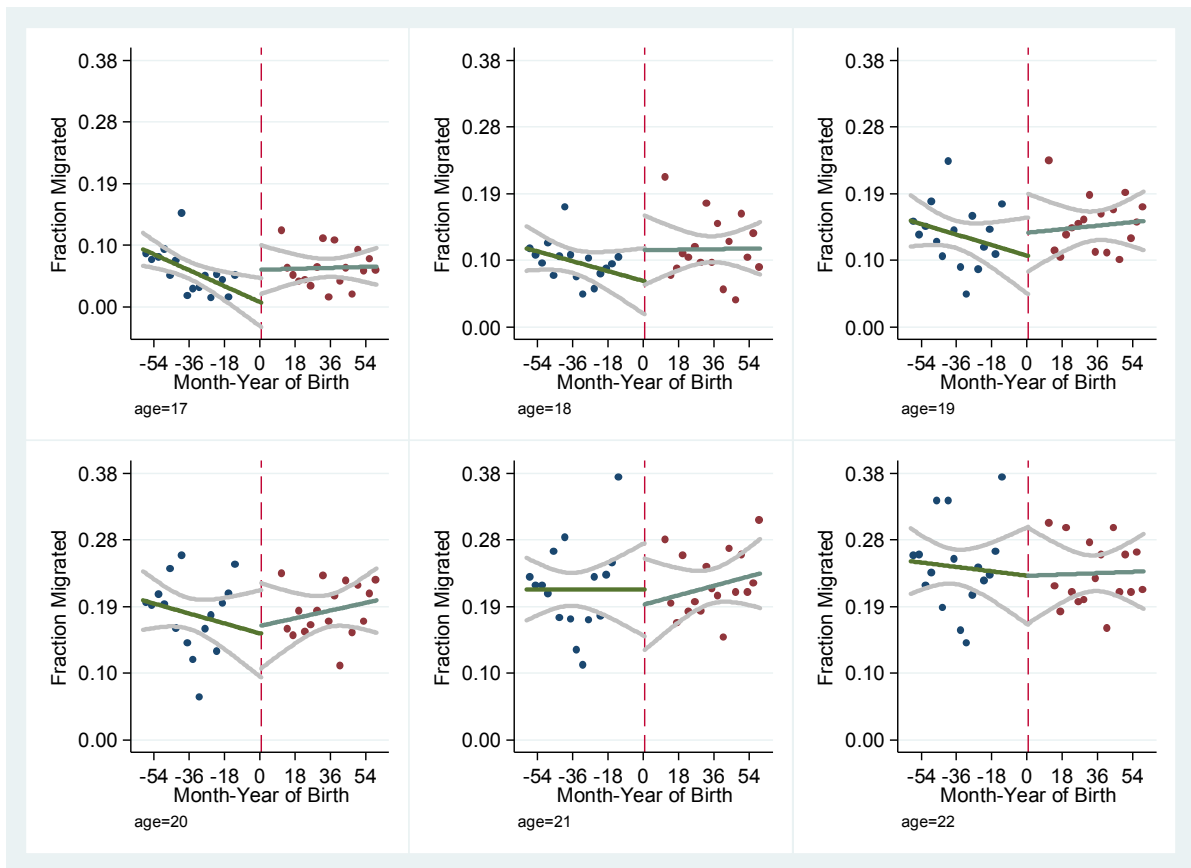 Fraction Migrated
0.38
0.28
0.19
0.10
0.00
-54 -36 -18 0 18 36 54
Month-Year of Birth
age=17
Fraction Migrated
0.38
0.28
0.19
0.10
0.00
-54 -36 -18 0 18 36 54
Month-Year of Birth
age=18
Fraction Migrated
0.38
0.28
0.19
0.10
0.00
-54 -36 -18 0 18 36 54
Month-Year of Birth
age=19
Fraction Migrated
0.38
0.28
0.19
0.10
0.00
-54 -36 -18 0 18 36 54
Month-Year of Birth
age=20
Fraction Migrated
0.38
0.28
0.19
0.10
0.00
-54 -36 -18 0 18 36 54
Month-Year of Birth
age=21
Fraction Migrated
0.38
0.28
0.19
0.10
0.00
-54 -36 -18 0 18 36 54
Month-Year of Birth
age=22